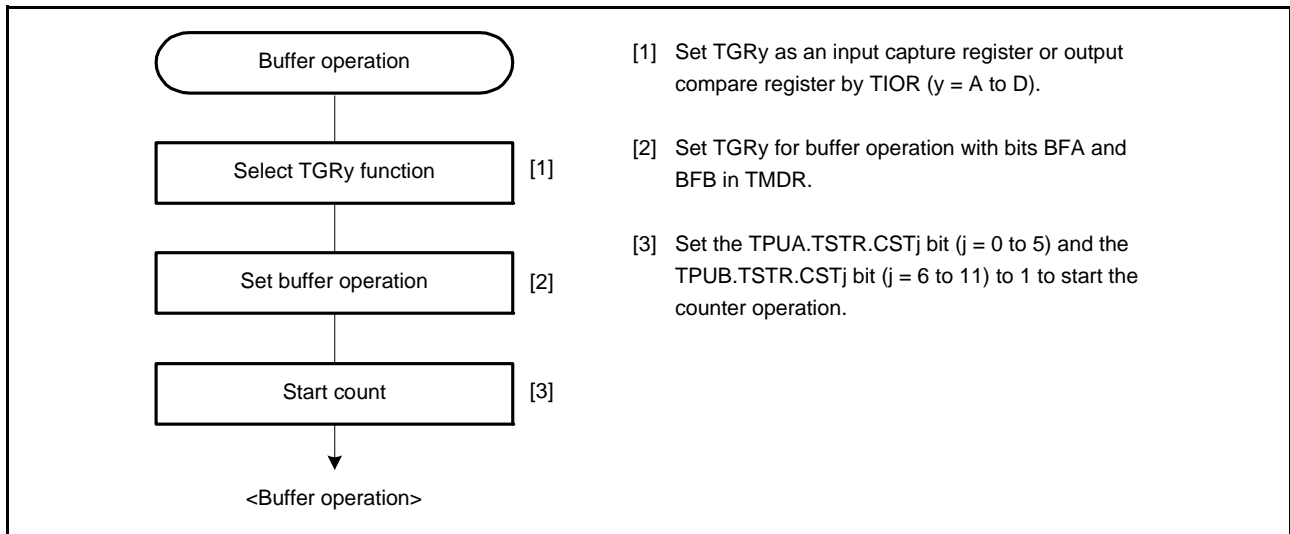 Buffer operation
Select TGRy function
[1]
Set buffer operation
[2]
Start count
[3]
<Buffer operation>
[1] Set TGRy as an input capture register or output
compare register by TIOR (y = A to D).
[2] Set TGRy for buffer operation with bits BFA and
BFB in TMDR.
[3] Set the TPUA.TSTR.CSTj bit (j = 0 to 5) and the
TPUB.TSTR.CSTj bit (j = 6 to 11) to 1 to start the
counter operation.